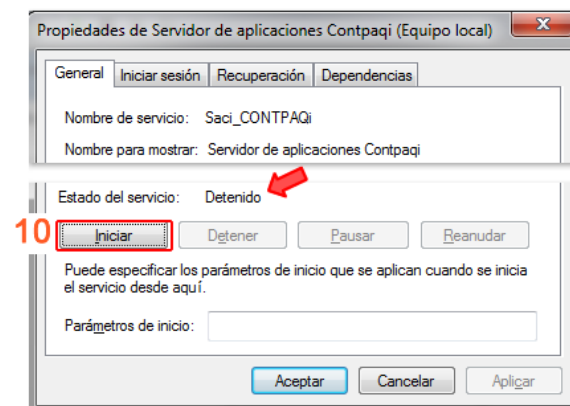 Propiedades de Servidor de aplicaciones Contpaqi (Equipo local)
General Iniciar sesión Recuperación Dependencias
Nombre de servicio: Saci_CONTPAQi
Nombre para mostrar: Servidor de aplicaciones Contpaqi
Estado del servicio: Detenido
10 Iniciar Detener Pausar Reanudar
Puede especificar los parámetros de inicio que se aplican cuando se inicia
el servicio desde aquí.
Parámetros de inicio:
Aceptar Cancelar Aplicar